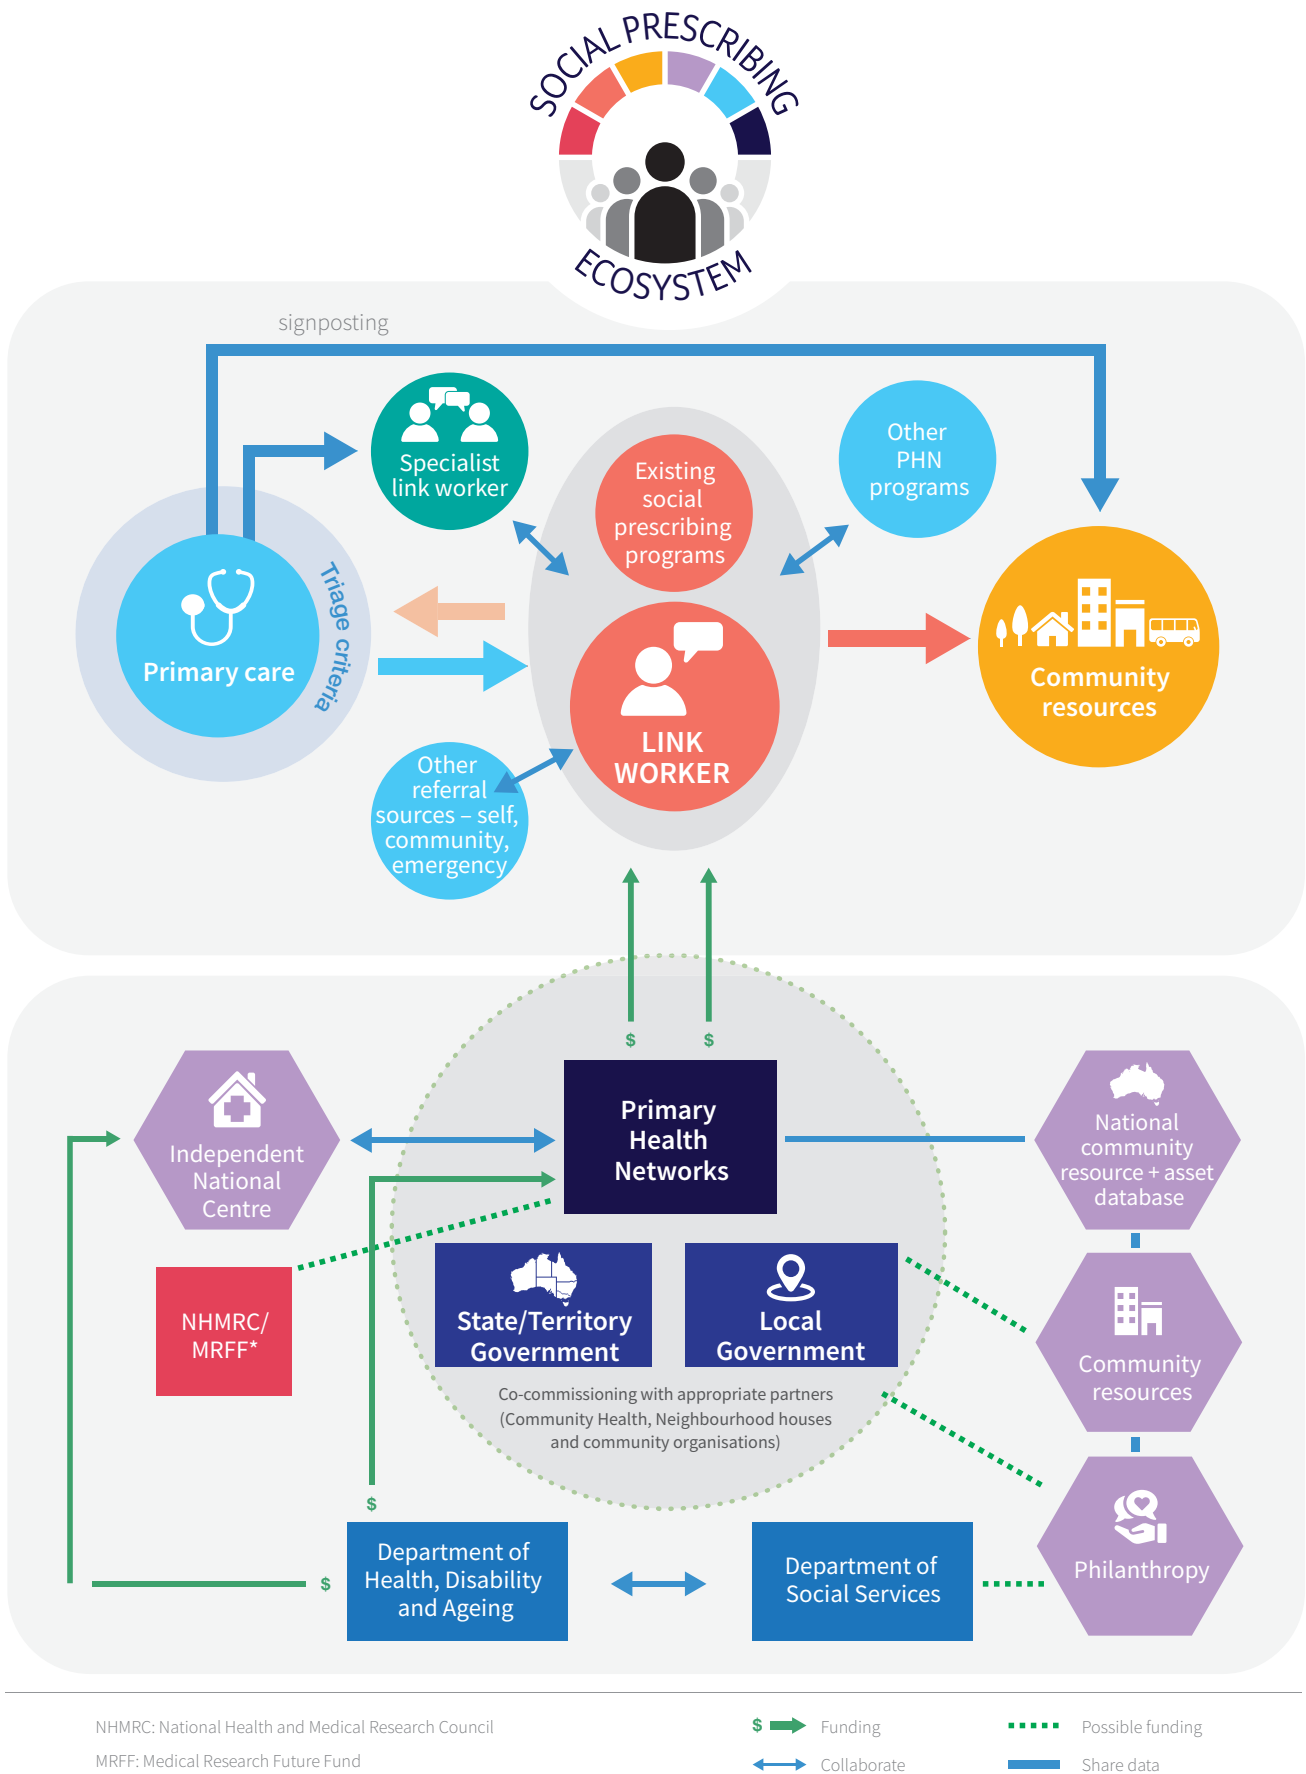 SOCIAL PRESCRIBING
ECOSYSTEM
signposting
Specialist
link worker
Existing
social
prescribing
programs
Other
PHN
programs
Triage criteria
Primary care
LINK
WORKER
Community
resources
Other
referral
sources – self,
community,
emergency
$ $
Primary
Health
Networks
Independent
National
Centre
National
community
resource + asset
database
NHMRC/
MRFF*
State/Territory
Government
Local
Government
Co-commissioning with appropriate partners
(Community Health, Neighbourhood houses
and community organisations)
Community
resources
$
Department of
Health, Disability
and Ageing
$
Department of
Social Services
Philanthropy
NHMRC: National Health and Medical Research Council
MRFF: Medical Research Future Fund
$ Funding
Possible funding
Collaborate
Share data